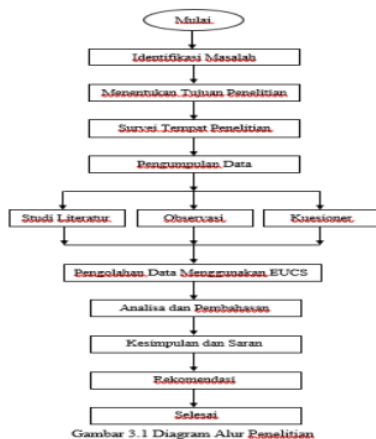 Mulai
Identifikasi Masalah
Menentukan Tujuan Penelitian
Survei Tempat Penelitian
Pengumpulan Data
Studi Literatur
Observasi
Kuesioner
Pengolahan Data Menggunakan EUCS
Analisa dan Pembahasan
Kesimpulan dan Saran
Rekomendasi
Selesai
Gambar 3.1 Diagram Alur Penelitian